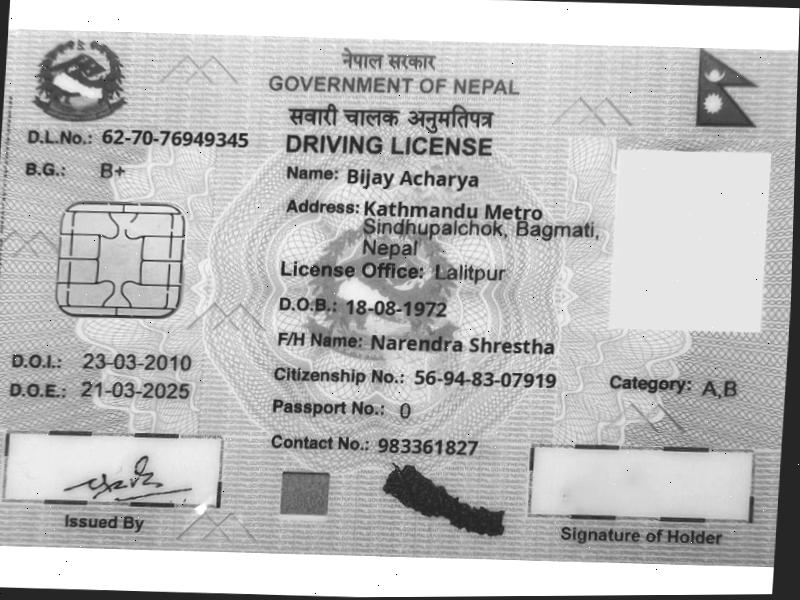 नेपाल सरकार
GOVERNMENT OF NEPAL
सवारी चालक अनुमतिपत्र
DRIVING LICENSE
D.L.No.: 62-70-76949345
B.G.: B+
Name: Bijay Acharya
Address: Kathmandu Metro
Sindhupalchok, Bagmati,
Nepal
License Office: Lalitpur
D.O.B.: 18-08-1972
F/H Name: Narendra Shrestha
D.O.I.: 23-03-2010
D.O.E.: 21-03-2025
Citizenship No.: 56-94-83-07919
Category: A,B
Passport No.: 0
Contact No.: 983361827
Issued By
Signature of Holder